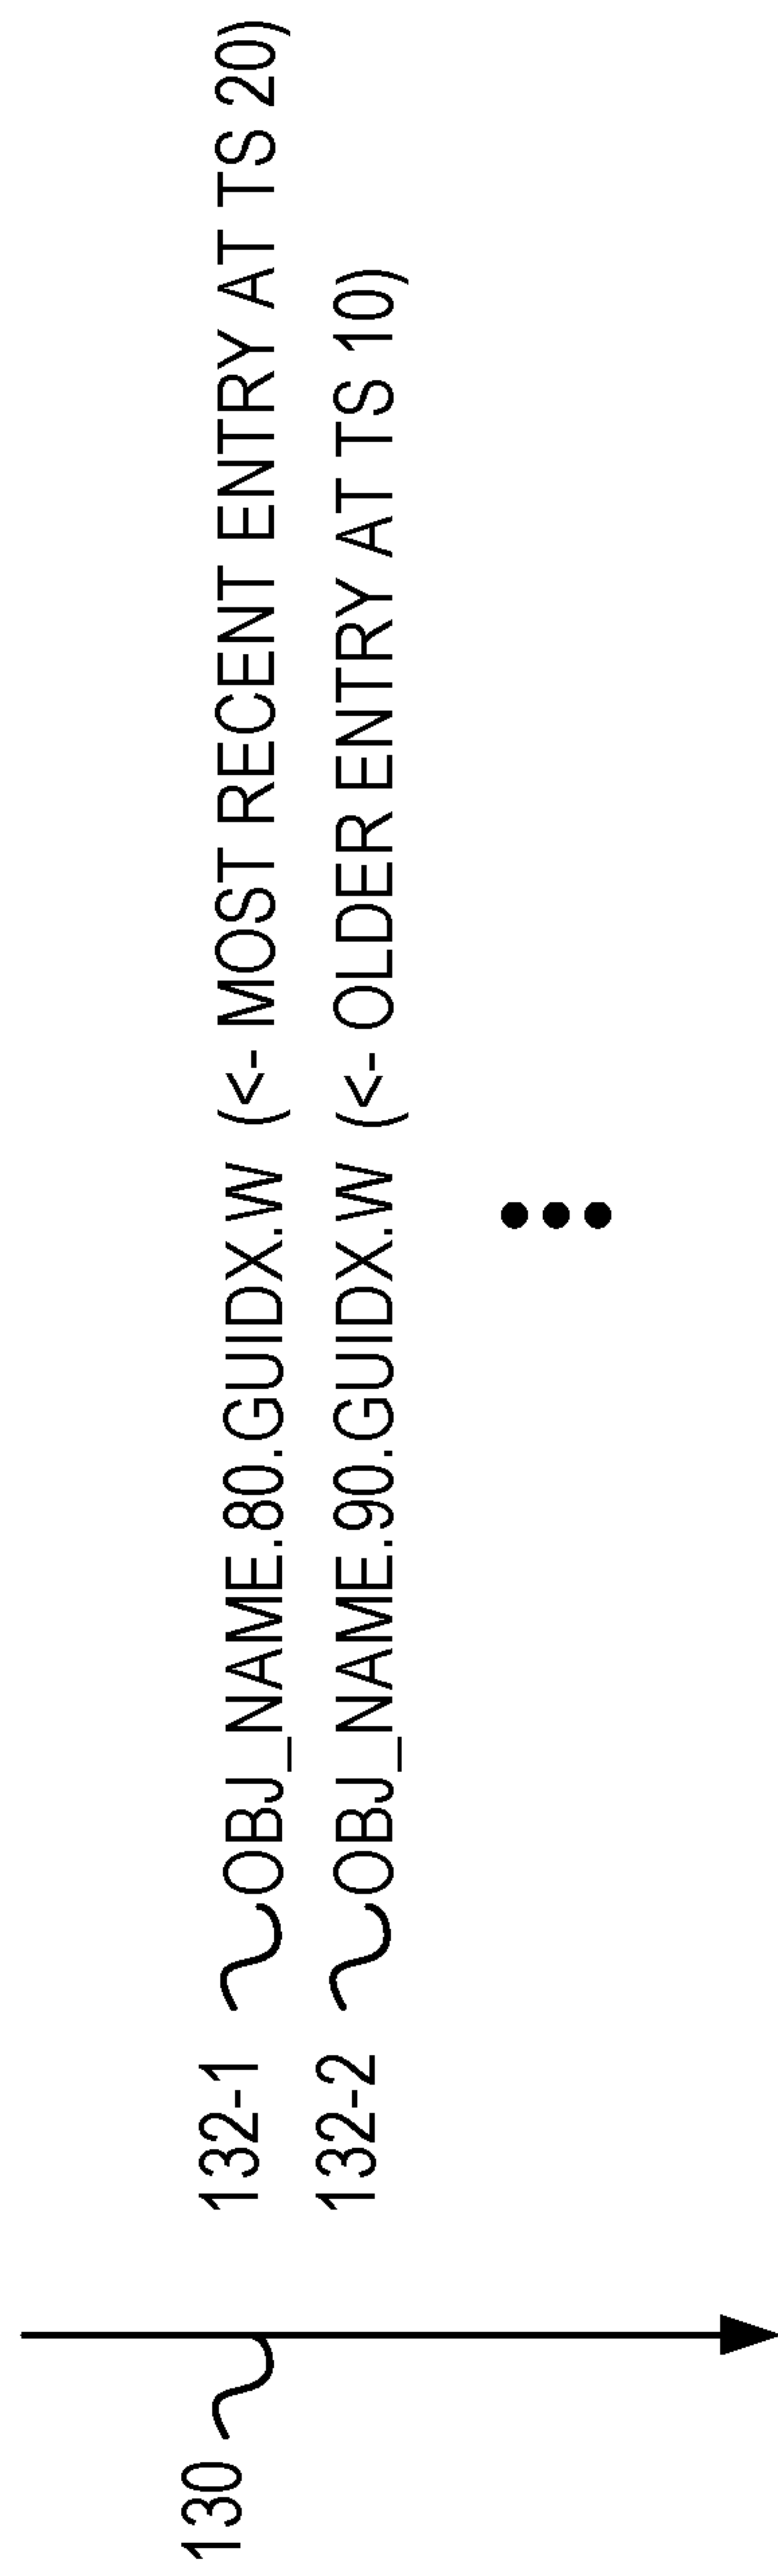 130
132-1 OBJ_NAME.80.GUIDX.W (<- MOST RECENT ENTRY AT TS 20)
132-2 OBJ_NAME.90.GUIDX.W (<- OLDER ENTRY AT TS 10)